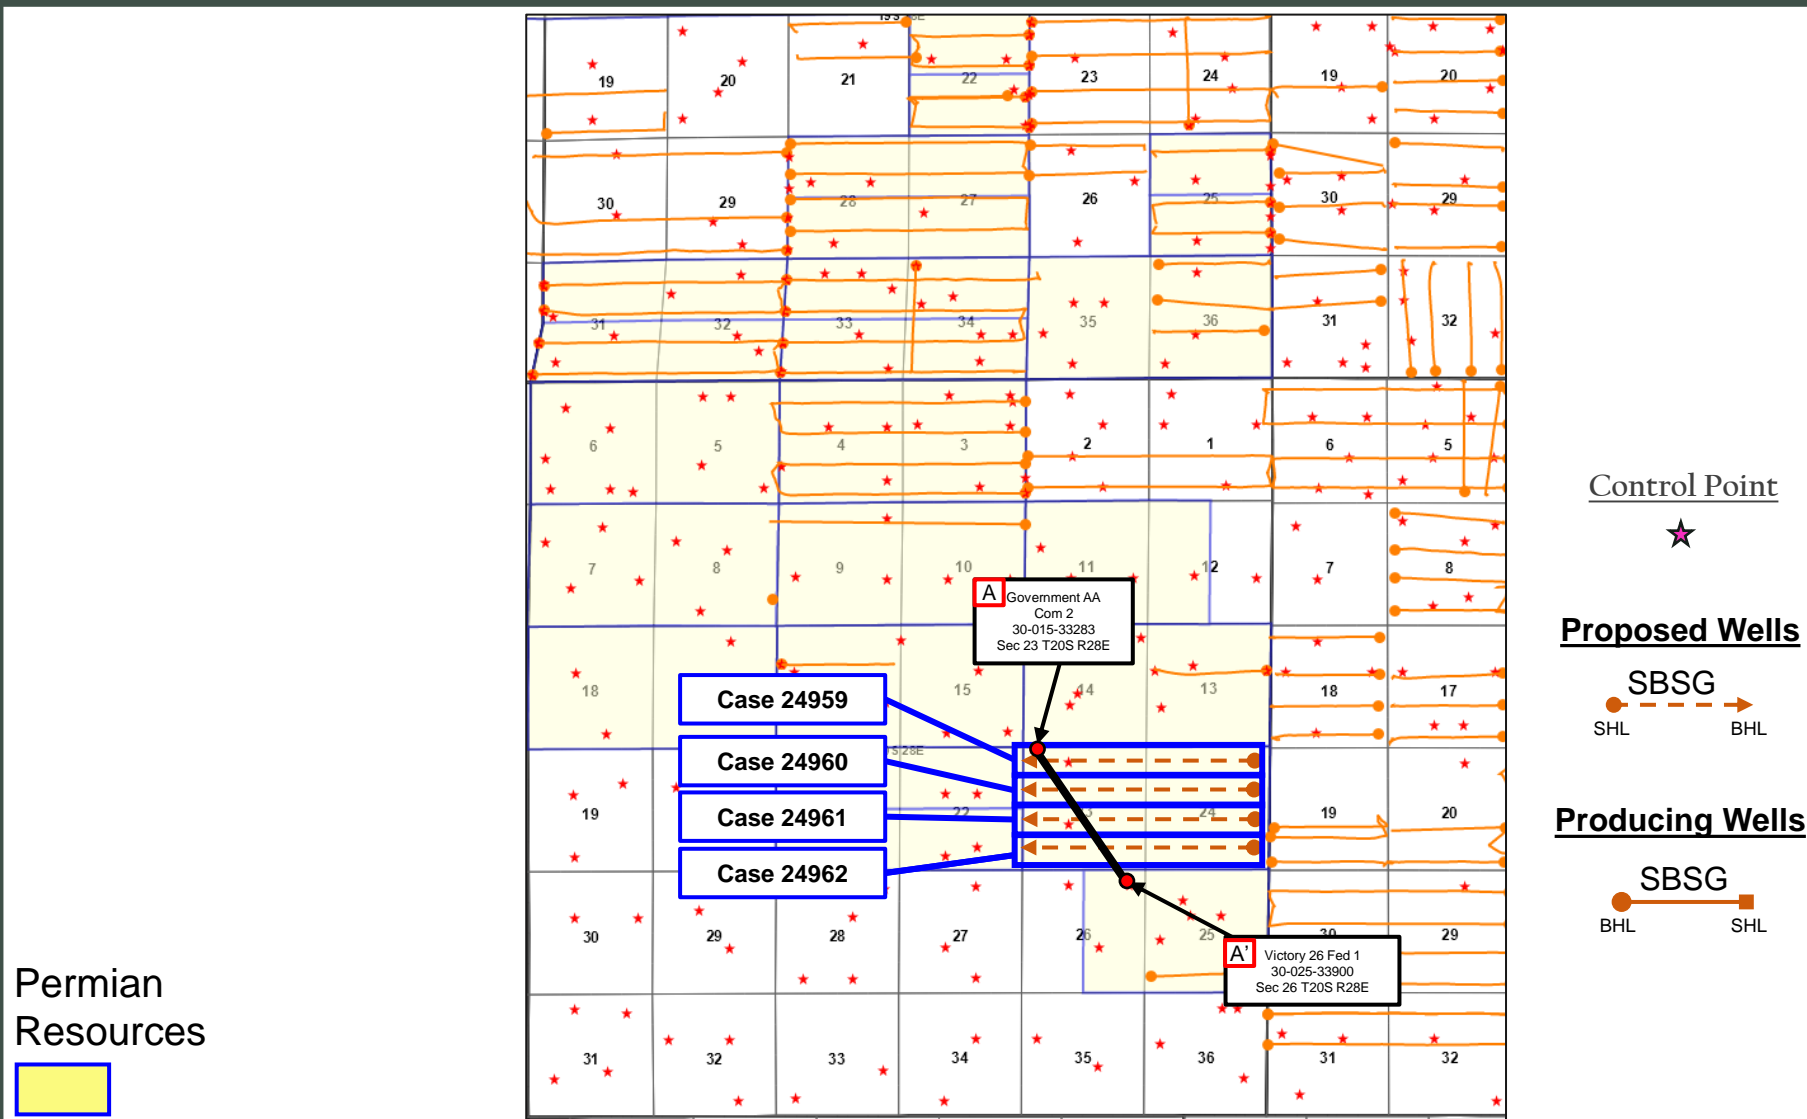 19 20 21 22 23 24 19 20
30 29 28 27 26 25 30 29
31 32 33 34 35 36 31 32
6 5 4 3 2 1 6 5
7 8 9 10 11 12 7 8
A Government AA
Com 2
30-015-33283
Sec 23 T20S R28E
18 15 14 13 18 17
Case 24959
Case 24960
Case 24961
Case 24962
19 22 24 19 20
30 29 28 27 26 25 30 29
A' Victory 26 Fed 1
30-025-33900
Sec 26 T20S R28E
31 32 33 34 35 36 31 32
Control Point
Proposed Wells
SBSG
SHL BHL
Producing Wells
SBSG
BHL SHL
Permian
Resources